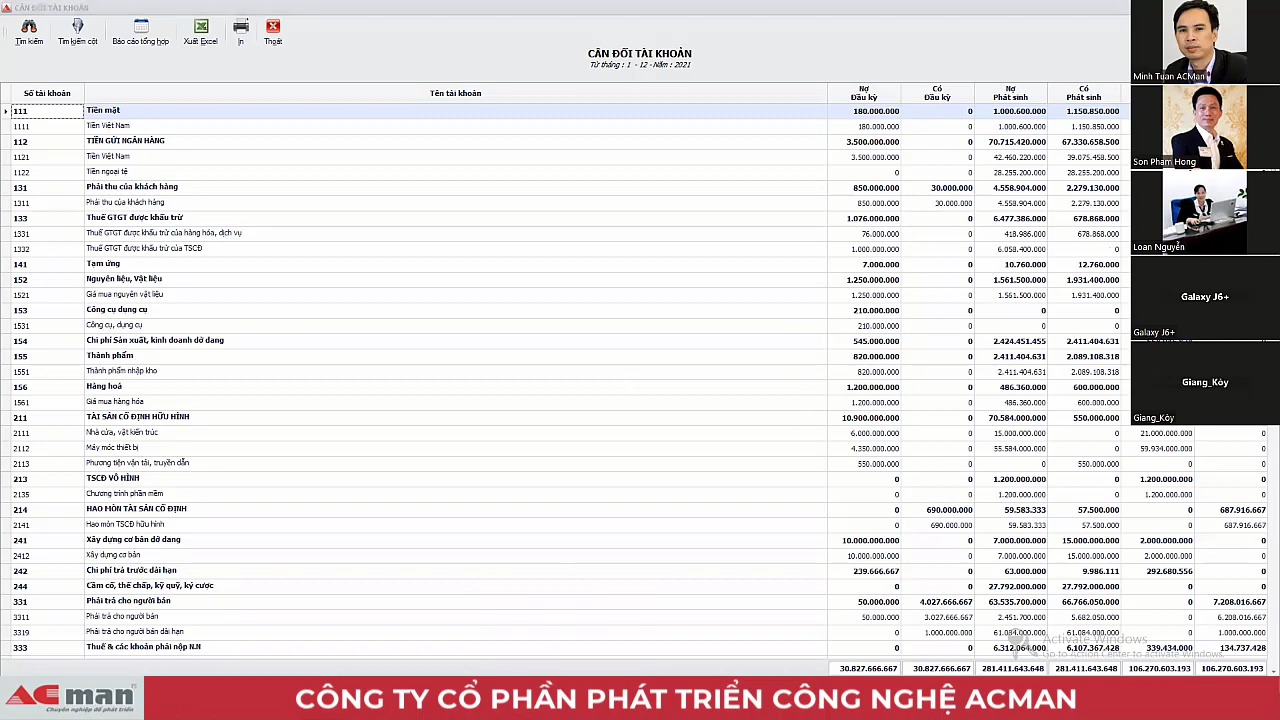 CÂN ĐỐI TÀI KHOẢN
Tìm kiếm Tìm kiếm cột Báo cáo tổng hợp Xuất Excel In Thoát
CÂN ĐỐI TÀI KHOẢN
Từ tháng : 1 - 12 - Năm : 2021
Số tài khoản Tên tài khoản Nợ Đầu kỳ Có Đầu kỳ Nợ Phát sinh Có Phát sinh
111 Tiền mặt 180.000.000 0 1.000.600.000 1.150.850.000
1111 Tiền Việt Nam 180.000.000 0 1.000.600.000 1.150.850.000
112 TIỀN GỬI NGÂN HÀNG 3.500.000.000 0 70.715.420.000 67.330.658.500
1121 Tiền Việt Nam 3.500.000.000 0 42.460.220.000 39.075.458.500
1122 Tiền ngoại tệ 0 0 28.255.200.000 28.255.200.000
131 Phải thu của khách hàng 850.000.000 30.000.000 4.558.904.000 2.279.130.000
1311 Phải thu của khách hàng 850.000.000 30.000.000 4.558.904.000 2.279.130.000
133 Thuế GTGT được khấu trừ 1.076.000.000 0 6.477.386.000 678.868.000
1331 Thuế GTGT được khấu trừ của hàng hóa, dịch vụ 76.000.000 0 418.986.000 678.868.000
1332 Thuế GTGT được khấu trừ của TSCĐ 1.000.000.000 0 6.058.400.000 0
141 Tạm ứng 7.000.000 0 10.760.000 12.760.000
152 Nguyên liệu, Vật liệu 1.250.000.000 0 1.561.500.000 1.931.400.000
1521 Giá mua nguyên vật liệu 1.250.000.000 0 1.561.500.000 1.931.400.000
153 Công cụ dụng cụ 210.000.000 0 0 0
1531 Công cụ, dụng cụ 210.000.000 0 0 0
154 Chi phí Sản xuất, kinh doanh dở dang 545.000.000 0 2.424.451.455 2.411.404.631
155 Thành phẩm 820.000.000 0 2.411.404.631 2.089.108.318
1551 Thành phẩm nhập kho 820.000.000 0 2.411.404.631 2.089.108.318
156 Hàng hoá 1.200.000.000 0 486.360.000 600.000.000
1561 Giá mua hàng hóa 1.200.000.000 0 486.360.000 600.000.000
211 TÀI SẢN CỐ ĐỊNH HỮU HÌNH 10.900.000.000 0 70.584.000.000 550.000.000
2111 Nhà cửa, vật kiến trúc 6.000.000.000 0 15.000.000.000 0 21.000.000.000 0
2112 Máy móc thiết bị 4.350.000.000 0 55.584.000.000 0 59.934.000.000 0
2113 Phương tiện vận tải, truyền dẫn 550.000.000 0 0 550.000.000 0 0
213 TSCĐ VÔ HÌNH 0 0 1.200.000.000 0 1.200.000.000 0
2135 Chương trình phần mềm 0 0 1.200.000.000 0 1.200.000.000 0
214 HAO MÒN TÀI SẢN CỐ ĐỊNH 0 690.000.000 59.583.333 57.500.000 0 687.916.667
2141 Hao mòn TSCĐ hữu hình 0 690.000.000 59.583.333 57.500.000 0 687.916.667
241 Xây dựng cơ bản dở dang 10.000.000.000 0 7.000.000.000 15.000.000.000 2.000.000.000 0
2412 Xây dựng cơ bản 10.000.000.000 0 7.000.000.000 15.000.000.000 2.000.000.000 0
242 Chi phí trả trước dài hạn 239.666.667 0 63.000.000 9.986.111 292.680.556 0
244 Cầm cố, thế chấp, ký quỹ, ký cược 0 0 27.792.000.000 27.792.000.000 0 0
331 Phải trả cho người bán 50.000.000 4.027.666.667 63.535.700.000 66.766.050.000 0 7.208.016.667
3311 Phải trả cho người bán 50.000.000 3.027.666.667 2.451.700.000 5.682.050.000 0 6.208.016.667
3319 Phải trả cho người bán dài hạn 0 1.000.000.000 61.084.000.000 61.084.000.000 0 1.000.000.000
333 Thuế & các khoản phải nộp N.N 0 0 6.312.064.000 6.107.367.428 339.434.000 134.737.428
30.827.666.667 30.827.666.667 281.411.643.648 281.411.643.648 106.270.603.193 106.270.603.193
Minh Tuan ACMan
Son Pham Hong
Loan Nguyễn
Galaxy J6+
Galaxy J6+
Giang_Kòy
Giang_Kòy
Activate Windows
Go to Action Center to activate Windows.
ACman
Chuyên nghiệp để phát triển
CÔNG TY CỔ PHẦN PHÁT TRIỂN CÔNG NGHỆ ACMAN